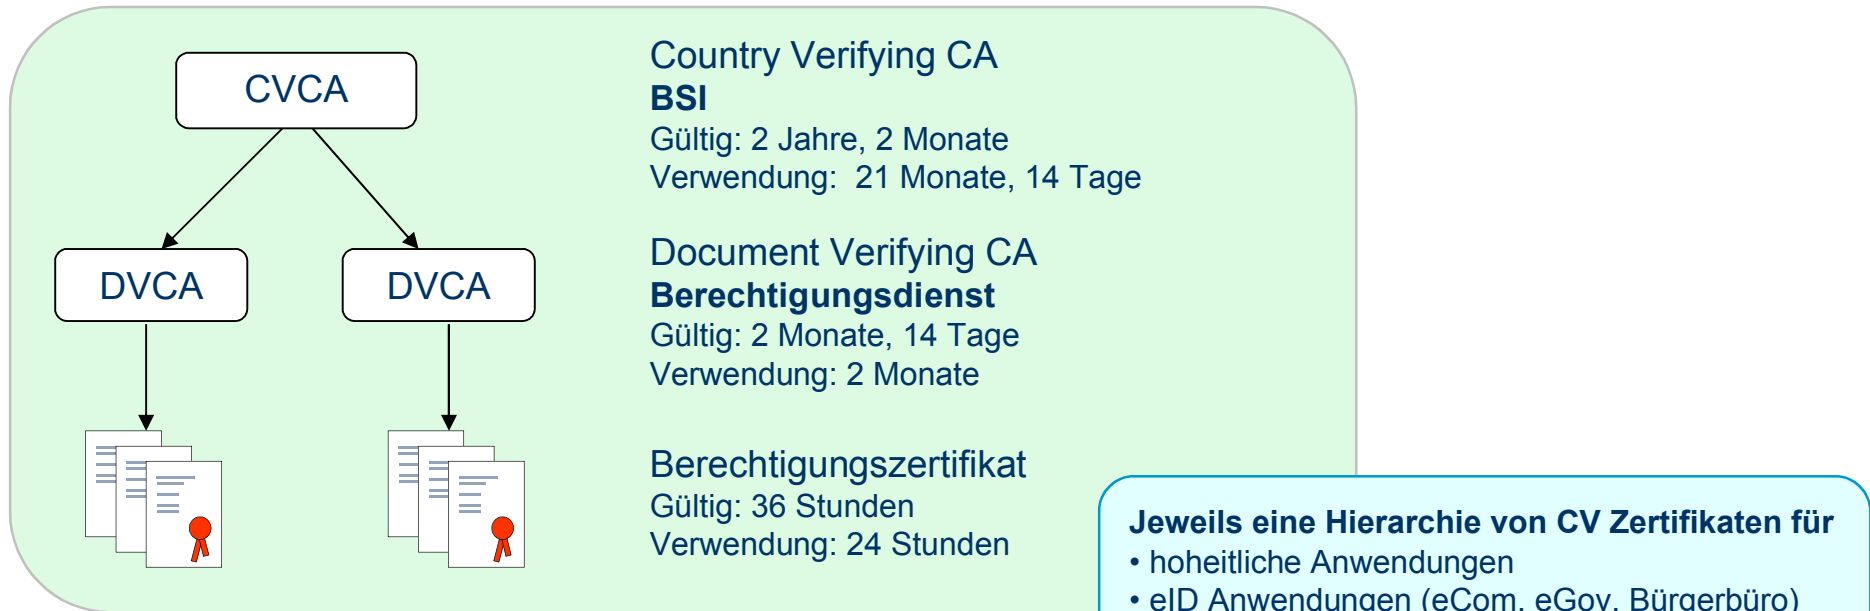 CVCA
DVCA
DVCA
Country Verifying CA
BSI
Gültig: 2 Jahre, 2 Monate
Verwendung: 21 Monate, 14 Tage
Document Verifying CA
Berechtigungsdienst
Gültig: 2 Monate, 14 Tage
Verwendung: 2 Monate
Berechtigungszertifikat
Gültig: 36 Stunden
Verwendung: 24 Stunden
Jeweils eine Hierarchie von CV Zertifikaten für
• hoheitliche Anwendungen
• eID Anwendungen (eCom, eGov, Bürgerbüro)